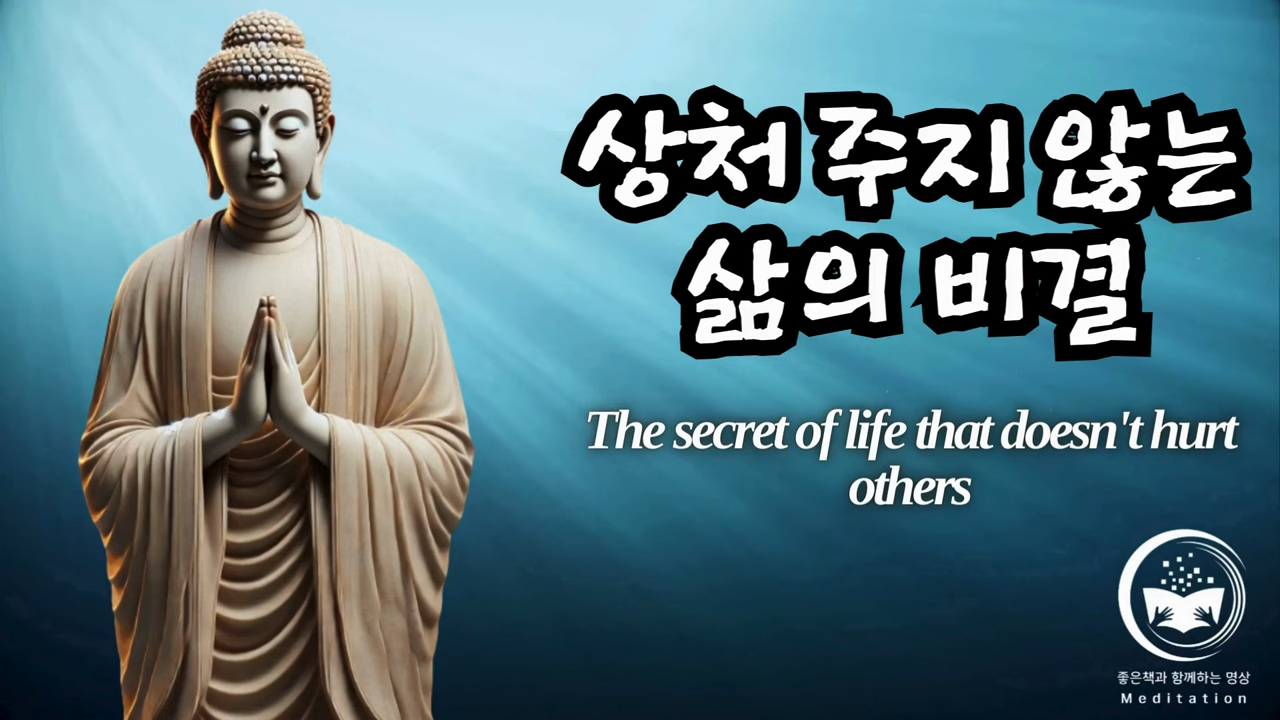 상처 주지 않는
삶의 비결
The secret of life that doesn't hurt
others
좋은책과 함께하는 명상
Meditation